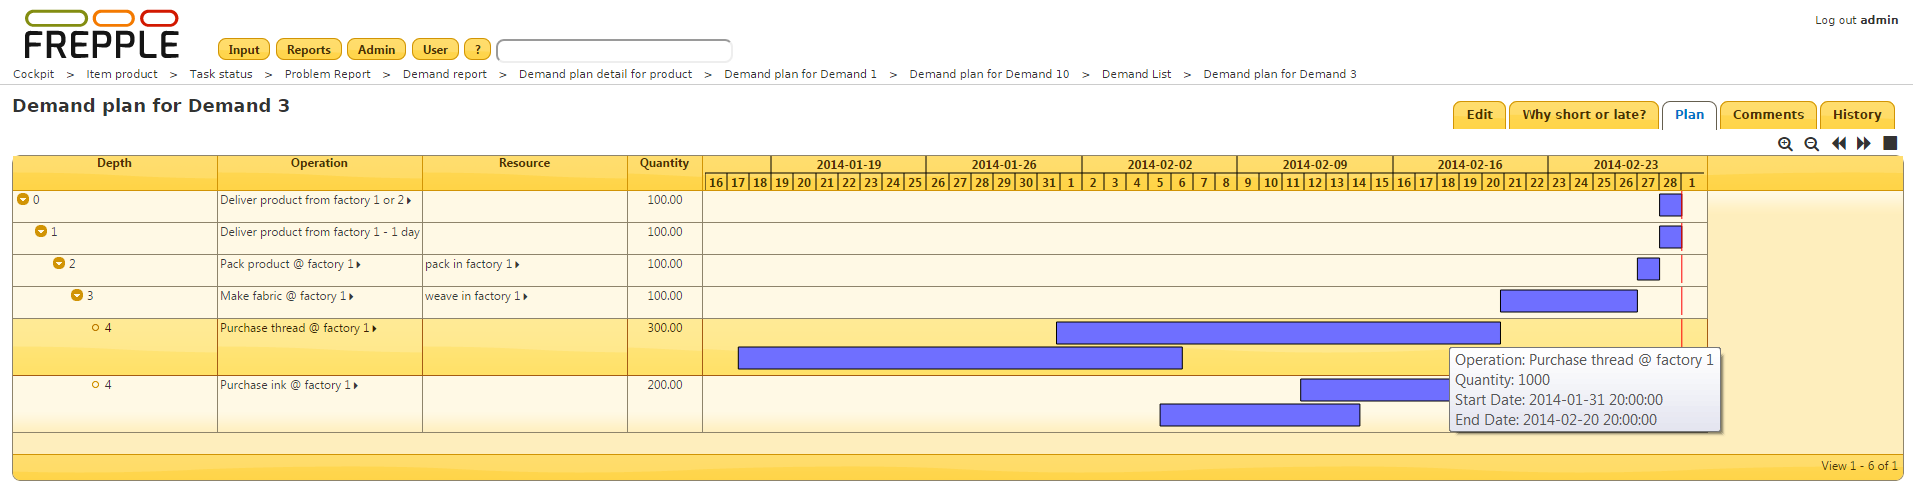 FREPPLE
Log out admin
Input Reports Admin User ?
Cockpit > Item product > Task status > Problem Report > Demand report > Demand plan detail for product > Demand plan for Demand 1 > Demand plan for Demand 10 > Demand List > Demand plan for Demand 3
Demand plan for Demand 3
Edit Why short or late? Plan Comments History
Depth Operation Resource Quantity 2014-01-19 2014-01-26 2014-02-02 2014-02-09 2014-02-16 2014-02-23
16 17 18 19 20 21 22 23 24 25 26 27 28 29 30 31 1 2 3 4 5 6 7 8 9 10 11 12 13 14 15 16 17 18 19 20 21 22 23 24 25 26 27 28 1
0 Deliver product from factory 1 or 2 100.00
1 Deliver product from factory 1 - 1 day 100.00
2 Pack product @ factory 1 pack in factory 1 100.00
3 Make fabric @ factory 1 weave in factory 1 100.00
4 Purchase thread @ factory 1 300.00
4 Purchase ink @ factory 1 200.00
Operation: Purchase thread @ factory 1
Quantity: 1000
Start Date: 2014-01-31 20:00:00
End Date: 2014-02-20 20:00:00
View 1 - 6 of 1